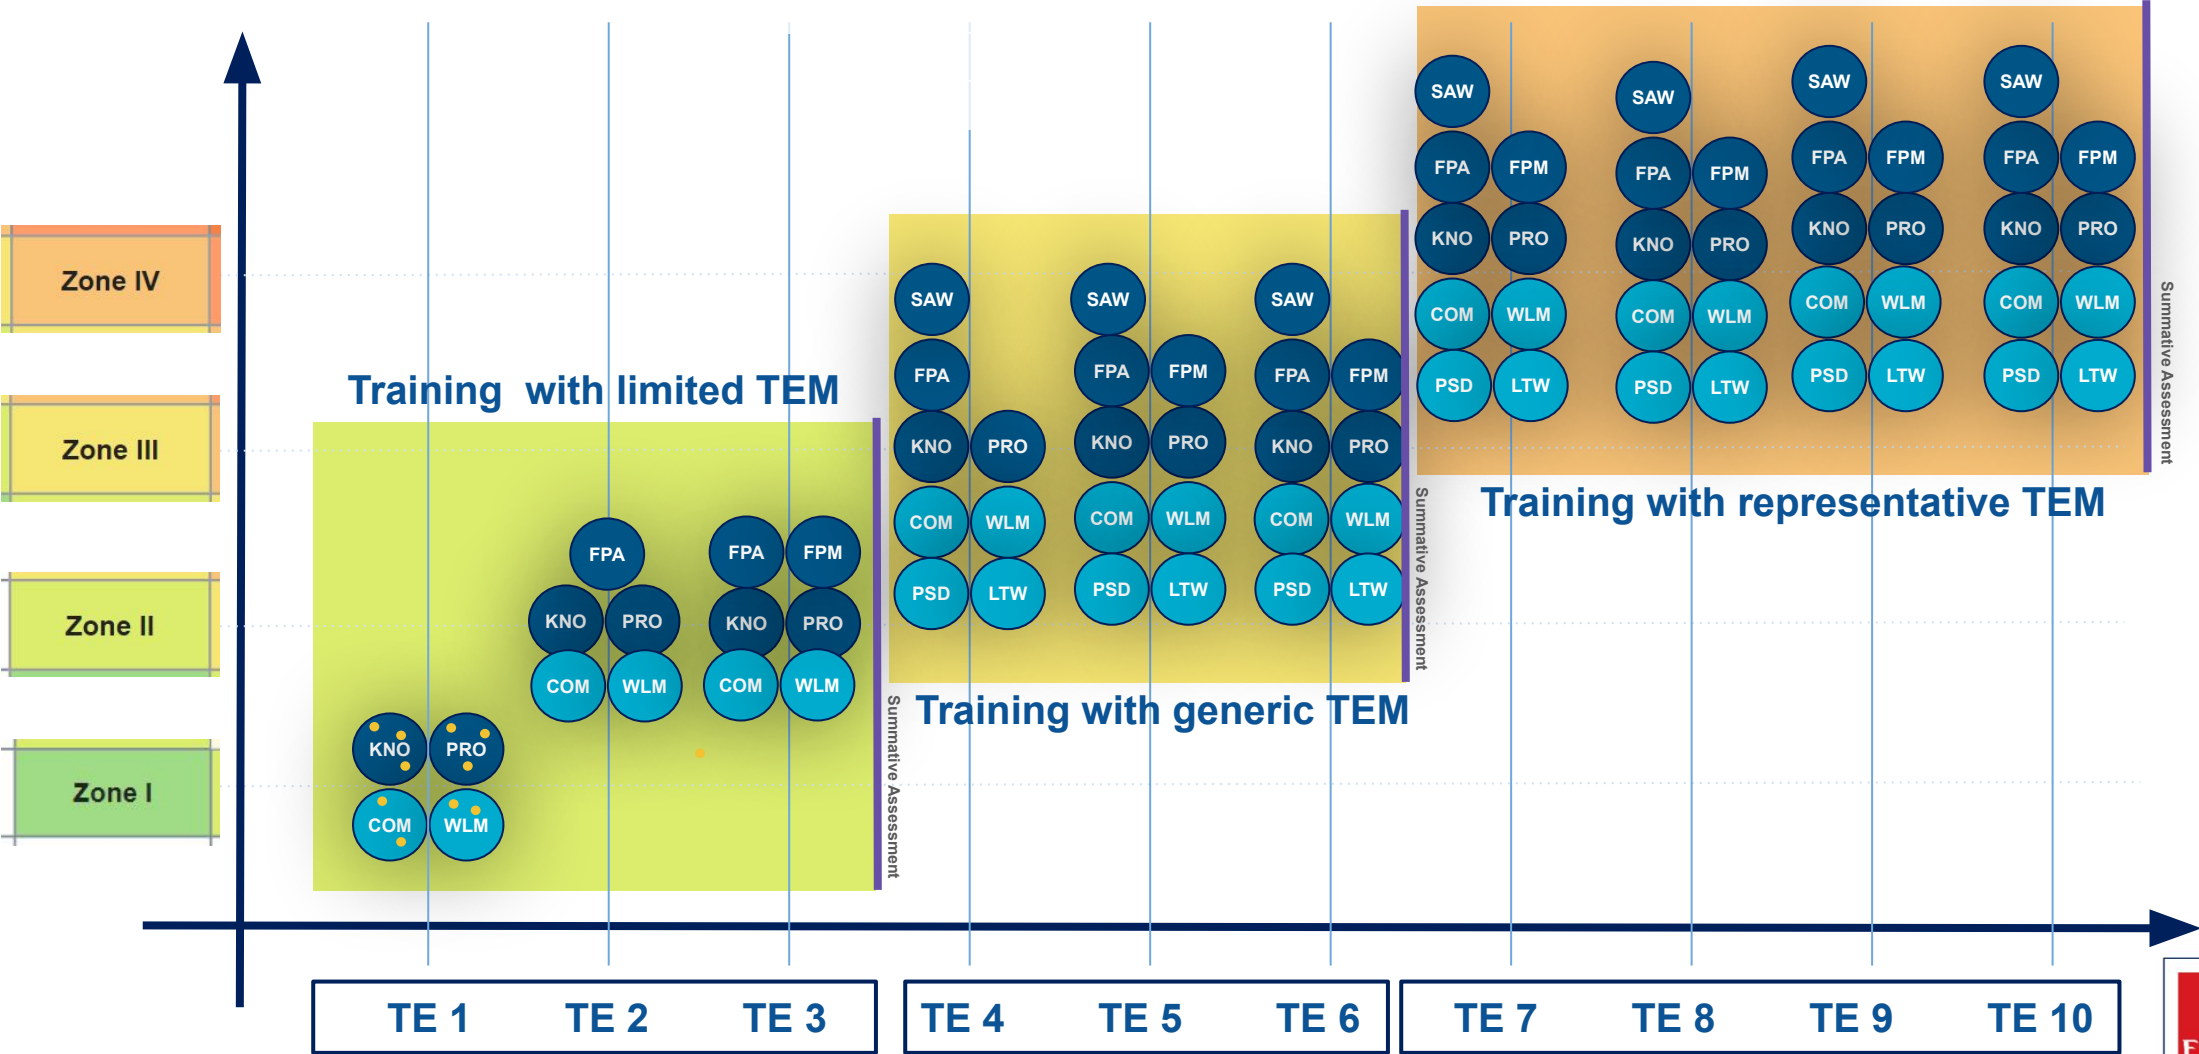 Zone IV
Zone III
Zone II
Zone I
Training with limited TEM
KNO PRO
COM WLM
FPA
KNO PRO
COM WLM
FPA FPM
KNO PRO
COM WLM
Summative Assessment
SAW
FPA
KNO PRO
COM WLM
PSD LTW
SAW
FPA FPM
KNO PRO
COM WLM
PSD LTW
SAW
FPA FPM
KNO PRO
COM WLM
PSD LTW
Training with generic TEM
Summative Assessment
SAW
FPA FPM
KNO PRO
COM WLM
PSD LTW
SAW
FPA FPM
KNO PRO
COM WLM
PSD LTW
SAW
FPA FPM
KNO PRO
COM WLM
PSD LTW
SAW
FPA FPM
KNO PRO
COM WLM
PSD LTW
Training with representative TEM
Summative Assessment
TE 1 TE 2 TE 3 TE 4 TE 5 TE 6 TE 7 TE 8 TE 9 TE 10